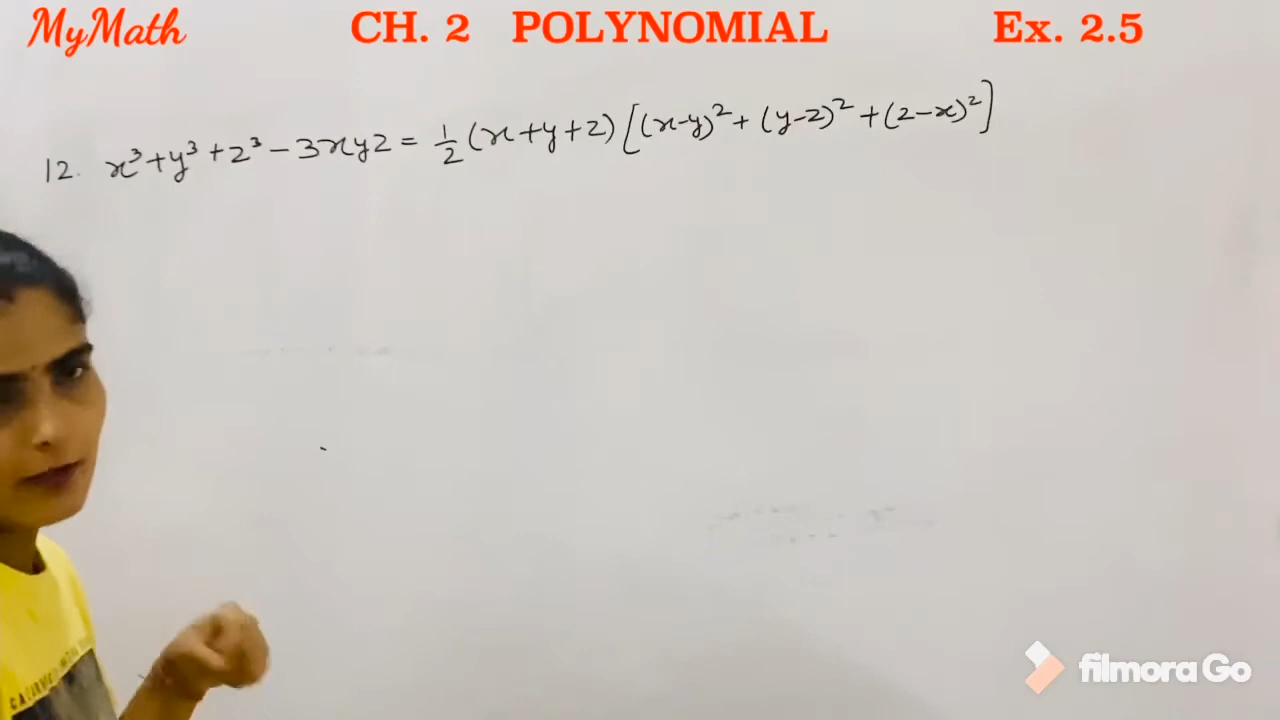 MyMath CH. 2 POLYNOMIAL Ex. 2.5
12. x³+y³+z³-3xyz = 1/2 (x+y+z) [(x-y)²+(y-z)²+(z-x)²]
filmora Go